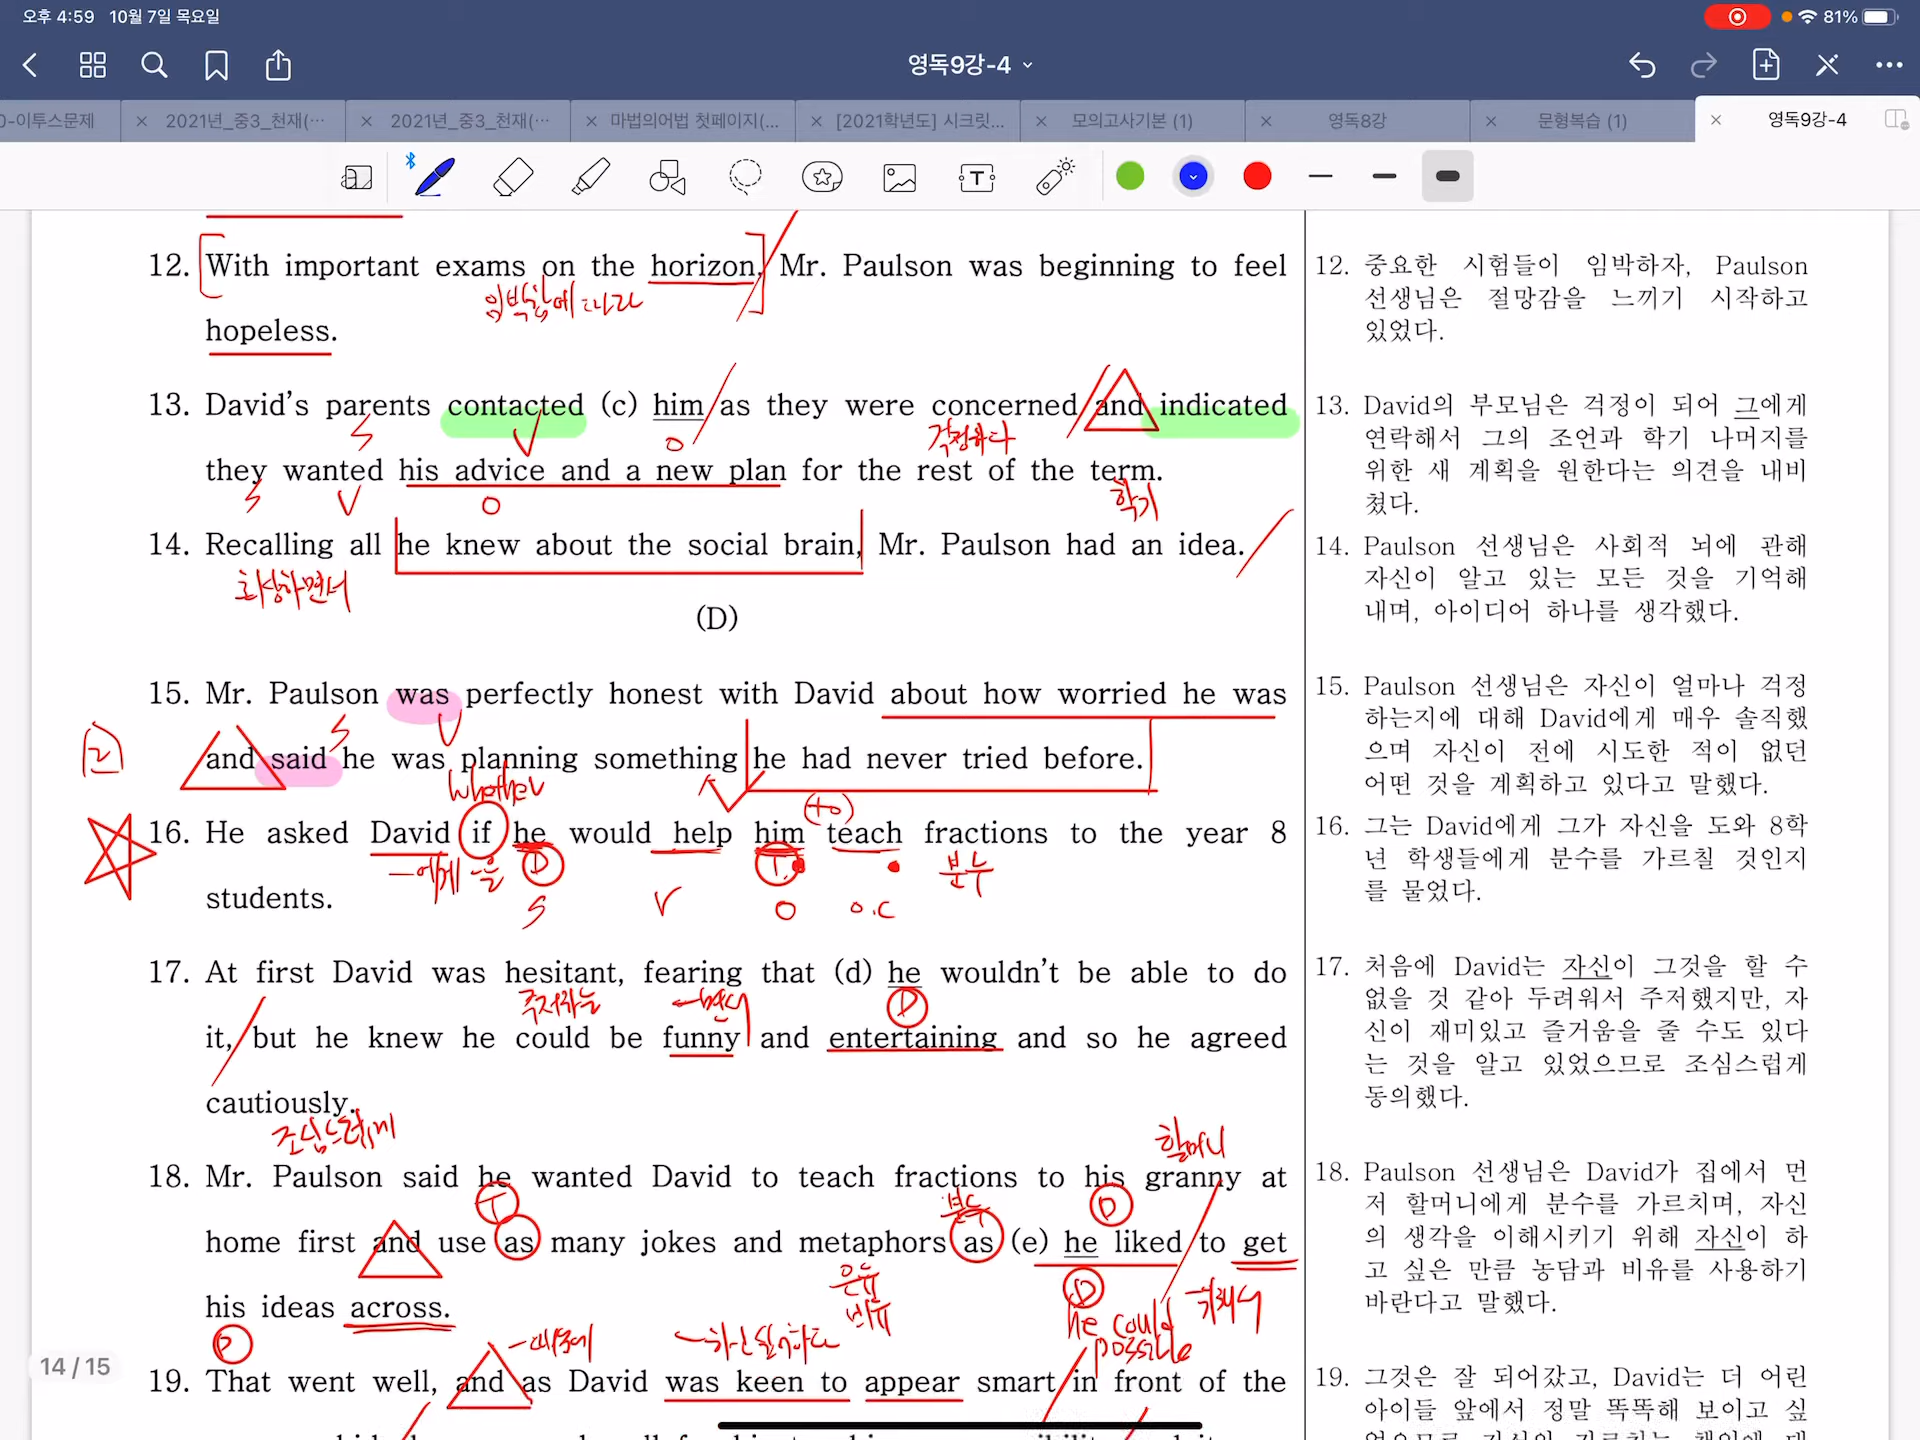 오후 4:59 10월 7일 목요일
81%
영독9강-4
0-이투스문제
2021년_중3_천재(…
2021년_중3_천재(…
마법의어법 첫페이지(...
[2021학년도] 시크릿...
모의고사기본 (1)
영독8강
문형복습 (1)
영독9강-4
12. With important exams on the horizon, Mr. Paulson was beginning to feel
임박함에 따라
hopeless.
13. David's parents contacted (c) him as they were concerned and indicated
S V O 걱정하다
they wanted his advice and a new plan for the rest of the term.
S V O 학기
14. Recalling all he knew about the social brain, Mr. Paulson had an idea.
회상하면서
(D)
15. Mr. Paulson was perfectly honest with David about how worried he was
S V
2
and said he was planning something he had never tried before.
whether
(to)
16. He asked David if he would help him teach fractions to the year 8
-에게 -을 D T 분수
students.
S V O O.C
17. At first David was hesitant, fearing that (d) he wouldn't be able to do
주저하는 -면서 D
it, but he knew he could be funny and entertaining and so he agreed
cautiously.
조심스럽게
할머니
18. Mr. Paulson said he wanted David to teach fractions to his granny at
T 분수 D
home first and use as many jokes and metaphors as (e) he liked to get
은유 비유 D -위해서
his ideas across.
D he could possible
-때문에 -하고 싶어하다
19. That went well, and as David was keen to appear smart in front of the
12. 중요한 시험들이 임박하자, Paulson
선생님은 절망감을 느끼기 시작하고
있었다.
13. David의 부모님은 걱정이 되어 그에게
연락해서 그의 조언과 학기 나머지를
위한 새 계획을 원한다는 의견을 내비
쳤다.
14. Paulson 선생님은 사회적 뇌에 관해
자신이 알고 있는 모든 것을 기억해
내며, 아이디어 하나를 생각했다.
15. Paulson 선생님은 자신이 얼마나 걱정
하는지에 대해 David에게 매우 솔직했
으며 자신이 전에 시도한 적이 없던
어떤 것을 계획하고 있다고 말했다.
16. 그는 David에게 그가 자신을 도와 8학
년 학생들에게 분수를 가르칠 것인지
를 물었다.
17. 처음에 David는 자신이 그것을 할 수
없을 것 같아 두려워서 주저했지만, 자
신이 재미있고 즐거움을 줄 수도 있다
는 것을 알고 있었으므로 조심스럽게
동의했다.
18. Paulson 선생님은 David가 집에서 먼
저 할머니에게 분수를 가르치며, 자신
의 생각을 이해시키기 위해 자신이 하
고 싶은 만큼 농담과 비유를 사용하기
바란다고 말했다.
19. 그것은 잘 되어갔고, David는 더 어린
아이들 앞에서 정말 똑똑해 보이고 싶
14 / 15